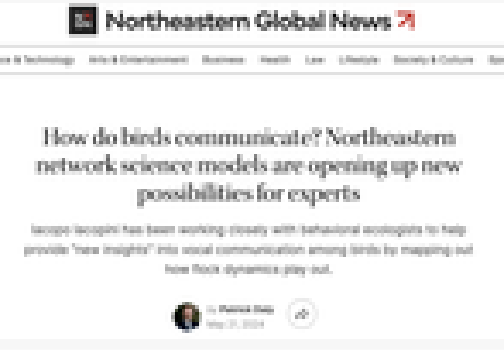 Northeastern Global News
& Technology Arts & Entertainment Business Health Law Lifestyle Society & Culture
How do birds communicate? Northeastern
network science models are opening up new
possibilities for experts
Iacopo Iacopini has been working closely with behavioral ecologists to help
provide "new insights" into vocal communication among birds by mapping out
how flock dynamics play out.
by Patrick Daly
May 31, 2024